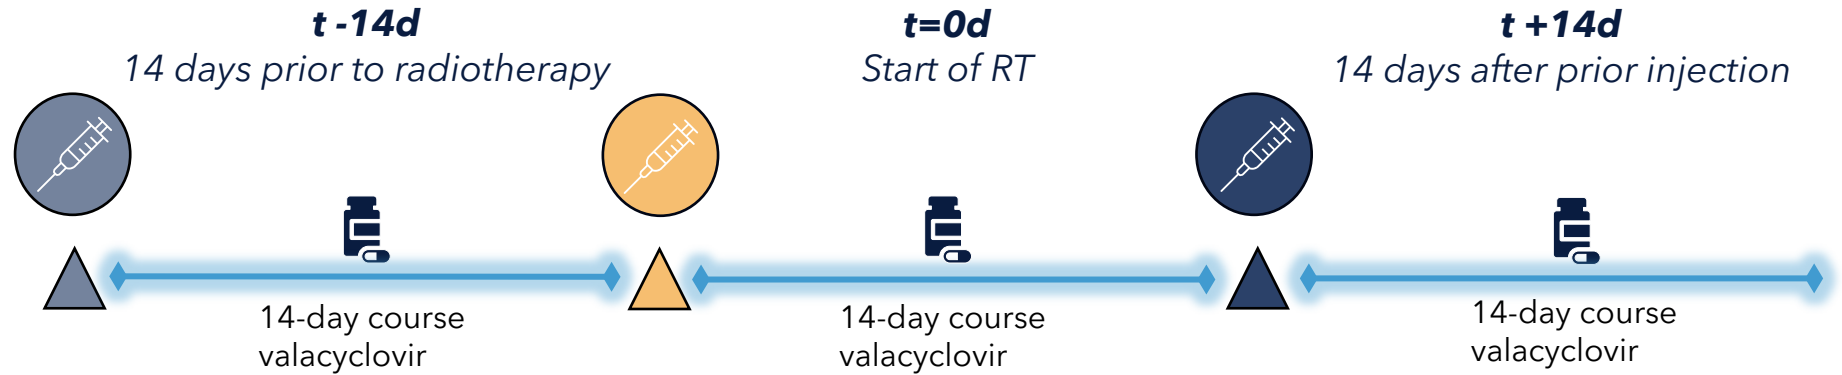 t -14d
14 days prior to radiotherapy
t=0d
Start of RT
t +14d
14 days after prior injection
14-day course
valacyclovir
14-day course
valacyclovir
14-day course
valacyclovir